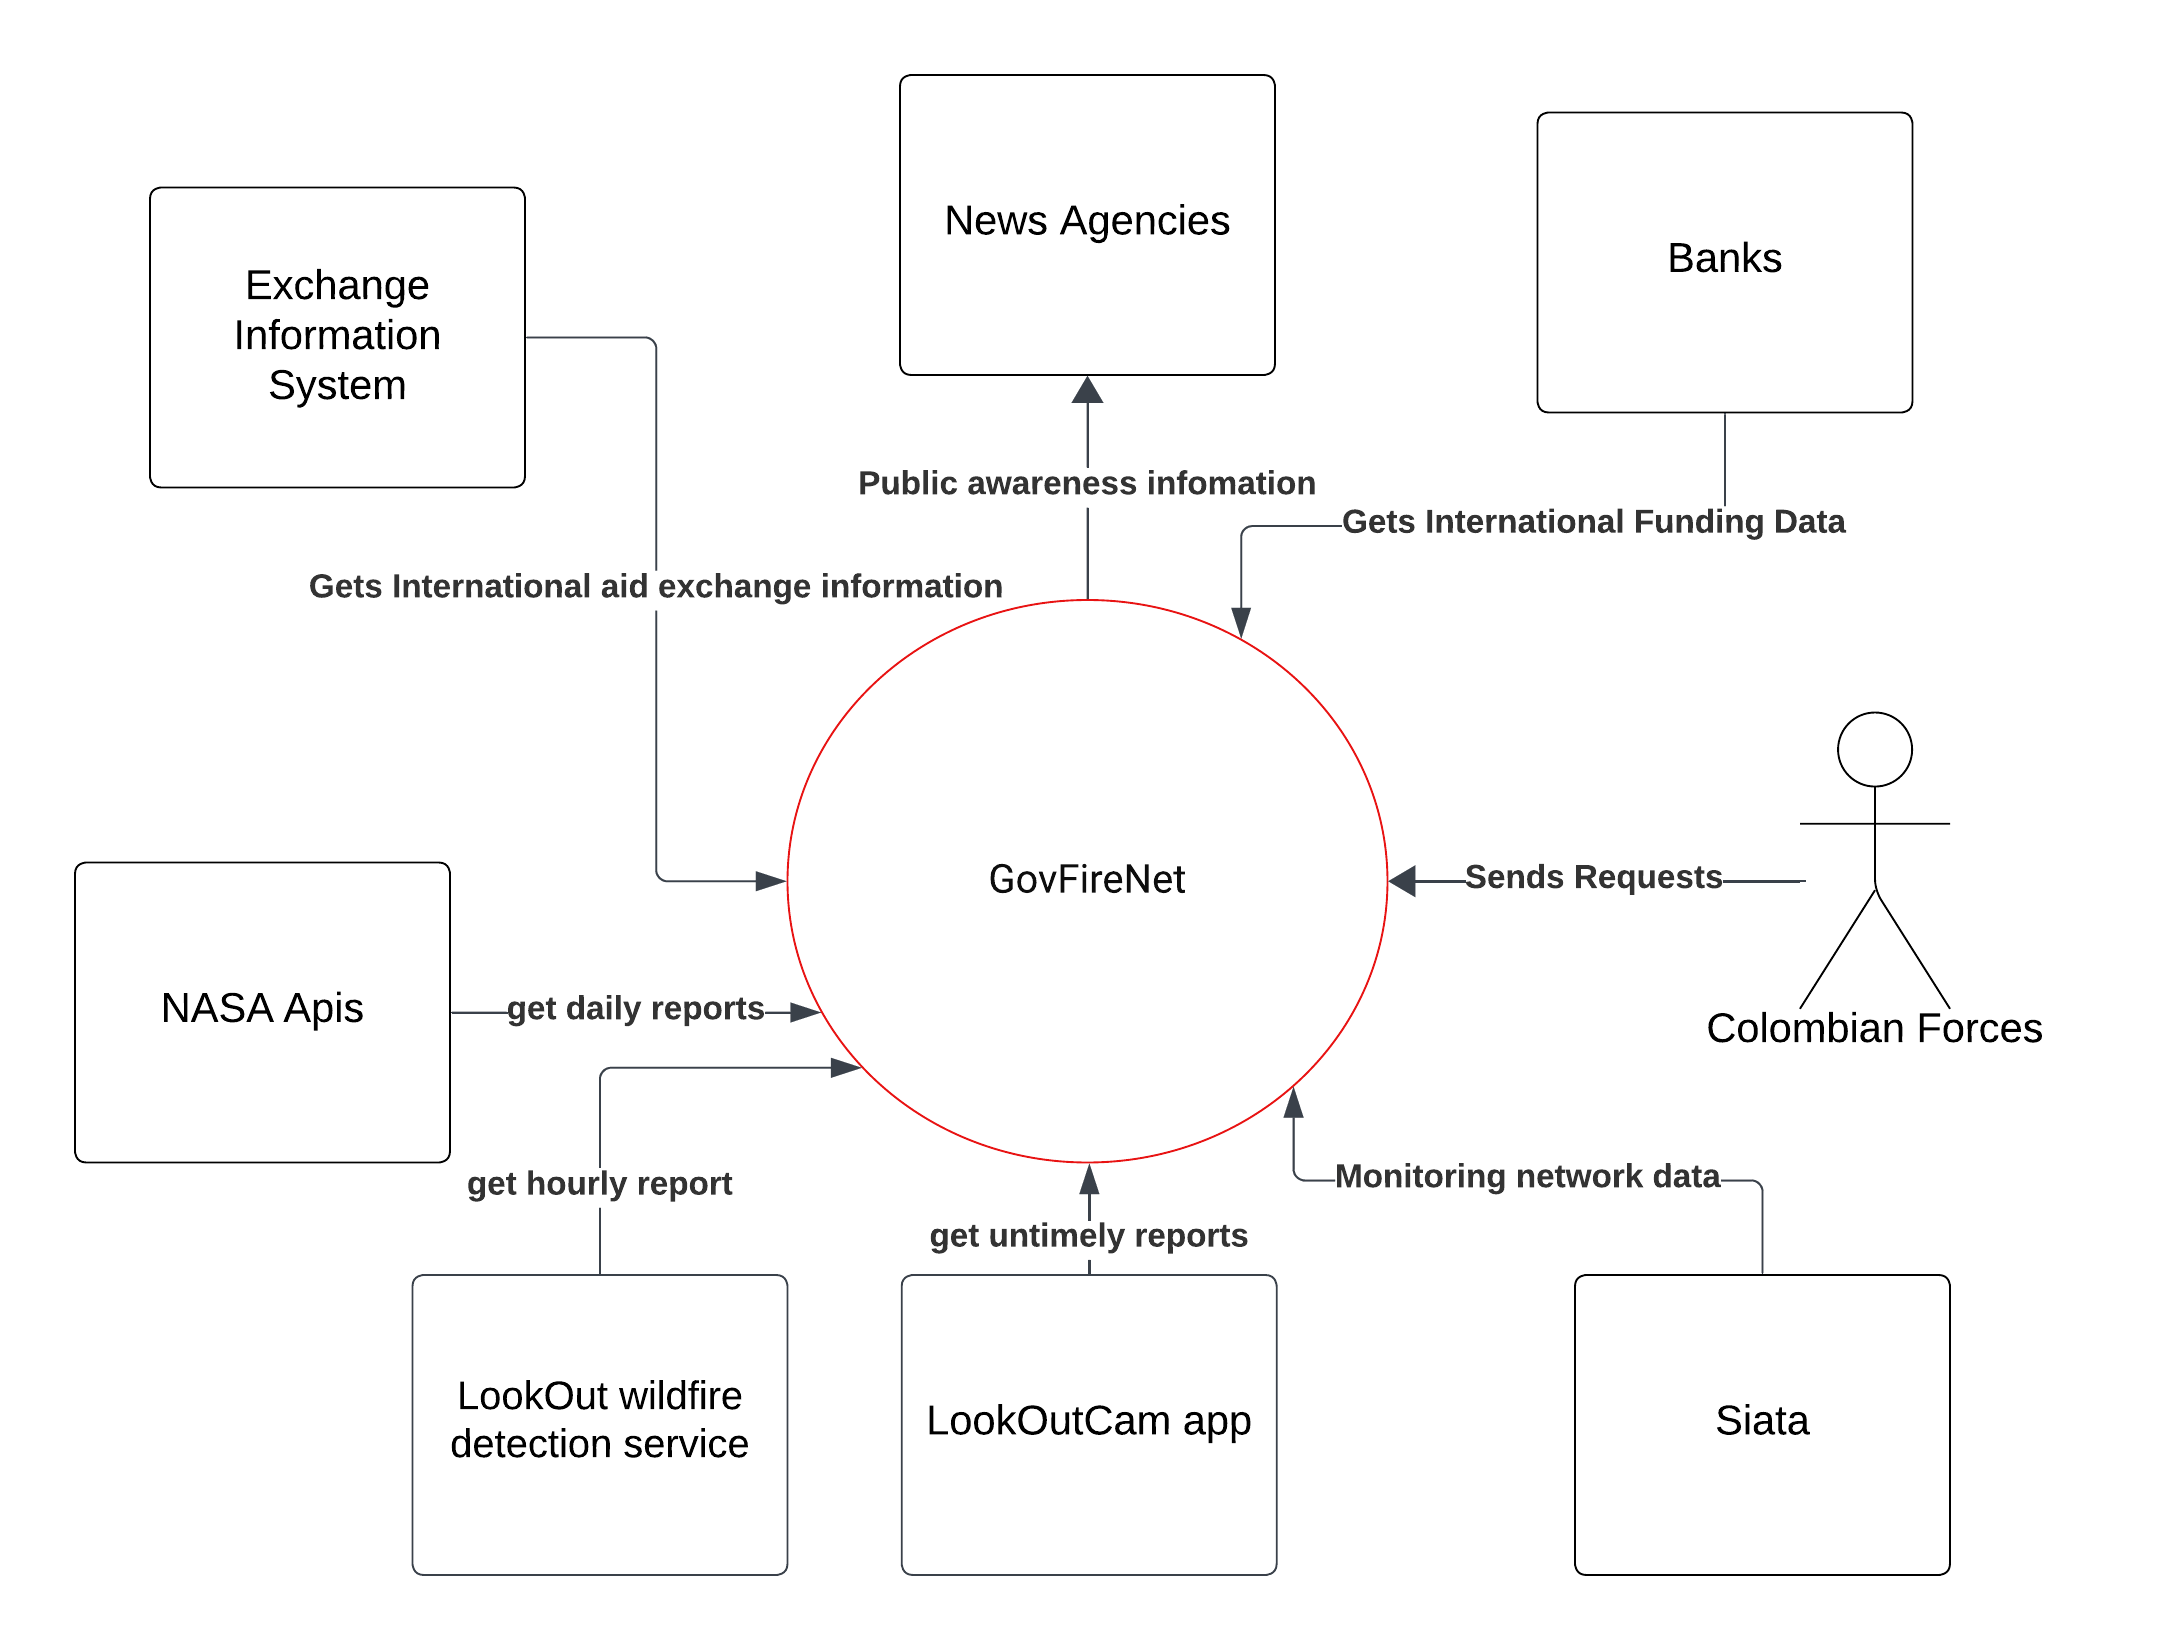 News Agencies
Banks
Exchange
Information
System
Public awareness infomation
Gets International Funding Data
Gets International aid exchange information
GovFireNet
Sends Requests
Colombian Forces
NASA Apis
get daily reports
get hourly report
Monitoring network data
get untimely reports
LookOut wildfire
detection service
LookOutCam app
Siata